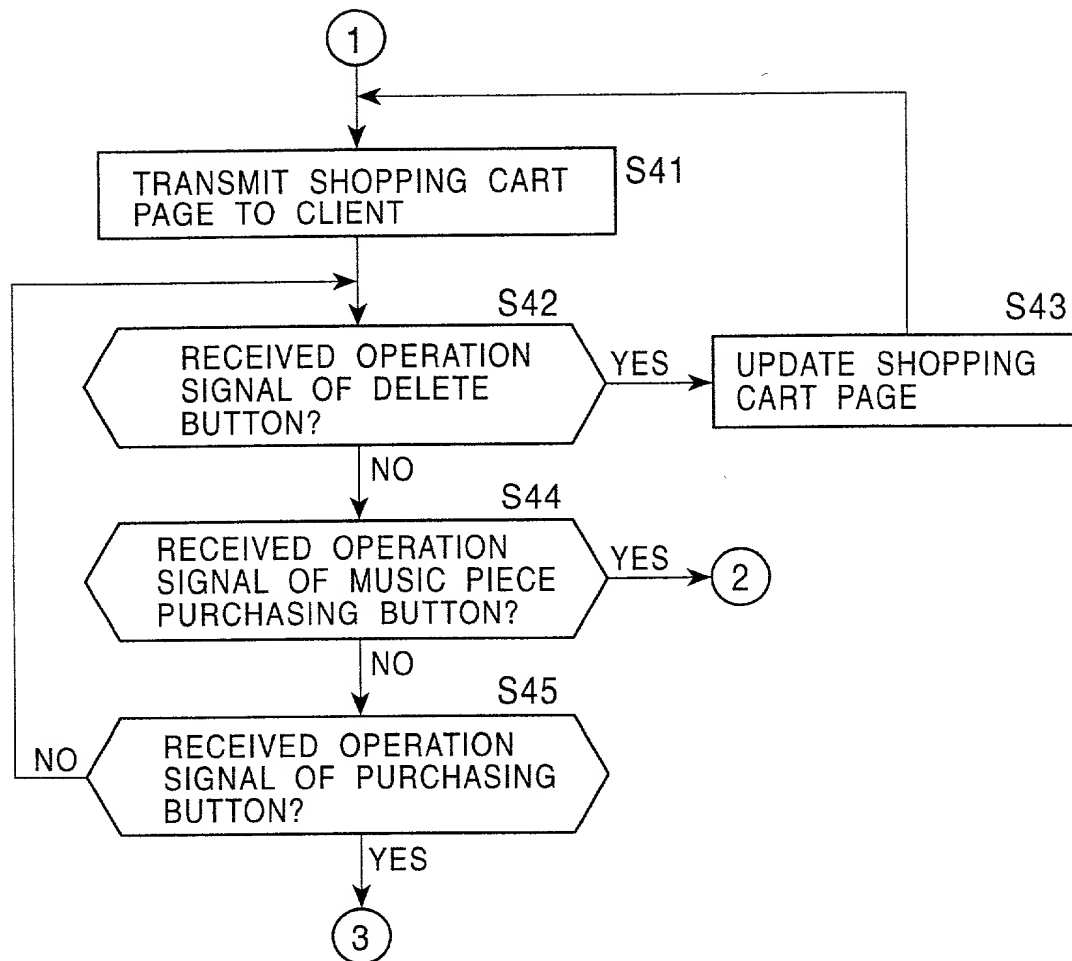 1
TRANSMIT SHOPPING CART
PAGE TO CLIENT
S41
S42
RECEIVED OPERATION
SIGNAL OF DELETE
BUTTON?
YES
S43
UPDATE SHOPPING
CART PAGE
NO
S44
RECEIVED OPERATION
SIGNAL OF MUSIC PIECE
PURCHASING BUTTON?
YES
2
NO
S45
RECEIVED OPERATION
SIGNAL OF PURCHASING
BUTTON?
NO
YES
3